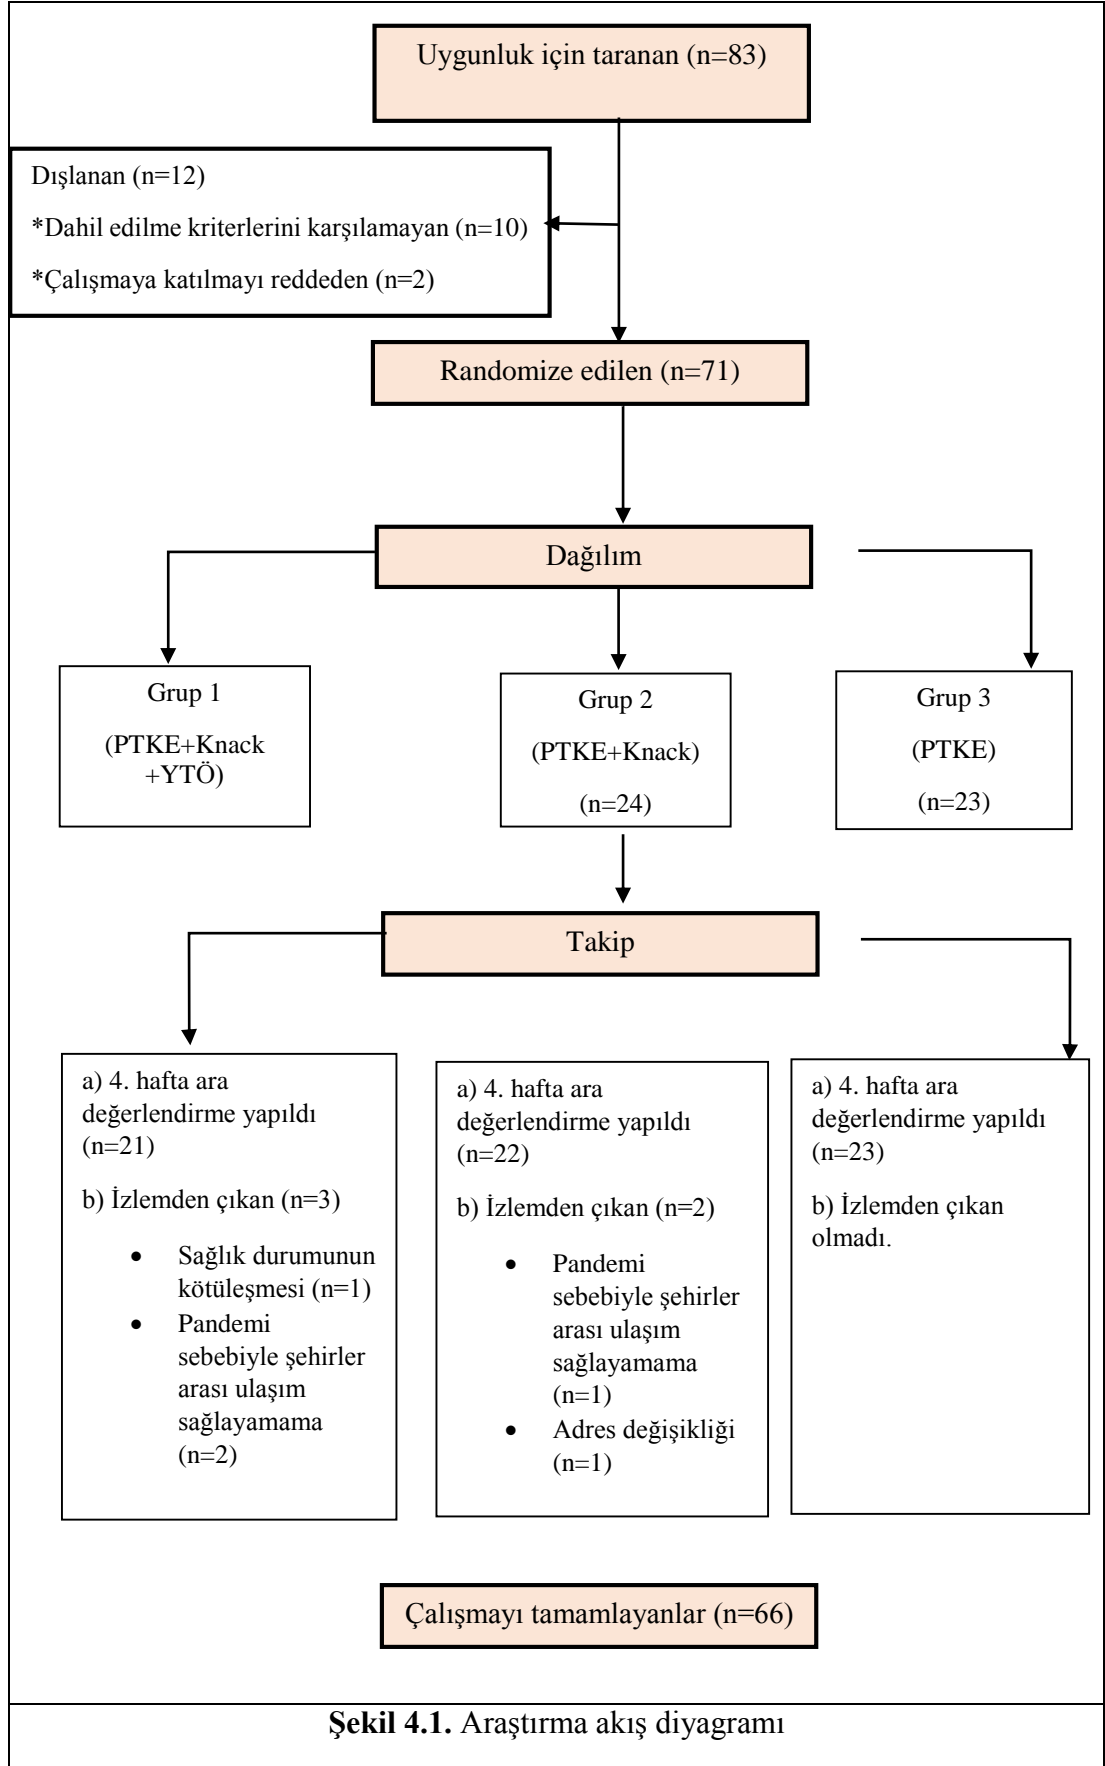 Uygunluk için taranan (n=83)
Dışlanan (n=12)
*Dahil edilme kriterlerini karşılamayan (n=10)
*Çalışmaya katılmayı reddeden (n=2)
Randomize edilen (n=71)
Dağılım
Grup 1
(PTKE+Knack
+YTÖ)
Grup 2
(PTKE+Knack)
(n=24)
Grup 3
(PTKE)
(n=23)
Takip
a) 4. hafta ara
değerlendirme yapıldı
(n=21)
b) İzlemden çıkan (n=3)
• Sağlık durumunun
kötüleşmesi (n=1)
• Pandemi
sebebiyle şehirler
arası ulaşım
sağlayamama
(n=2)
a) 4. hafta ara
değerlendirme yapıldı
(n=22)
b) İzlemden çıkan (n=2)
• Pandemi
sebebiyle şehirler
arası ulaşım
sağlayamama
(n=1)
• Adres değişikliği
(n=1)
a) 4. hafta ara
değerlendirme yapıldı
(n=23)
b) İzlemden çıkan
olmadı.
Çalışmayı tamamlayanlar (n=66)
Şekil 4.1. Araştırma akış diyagramı